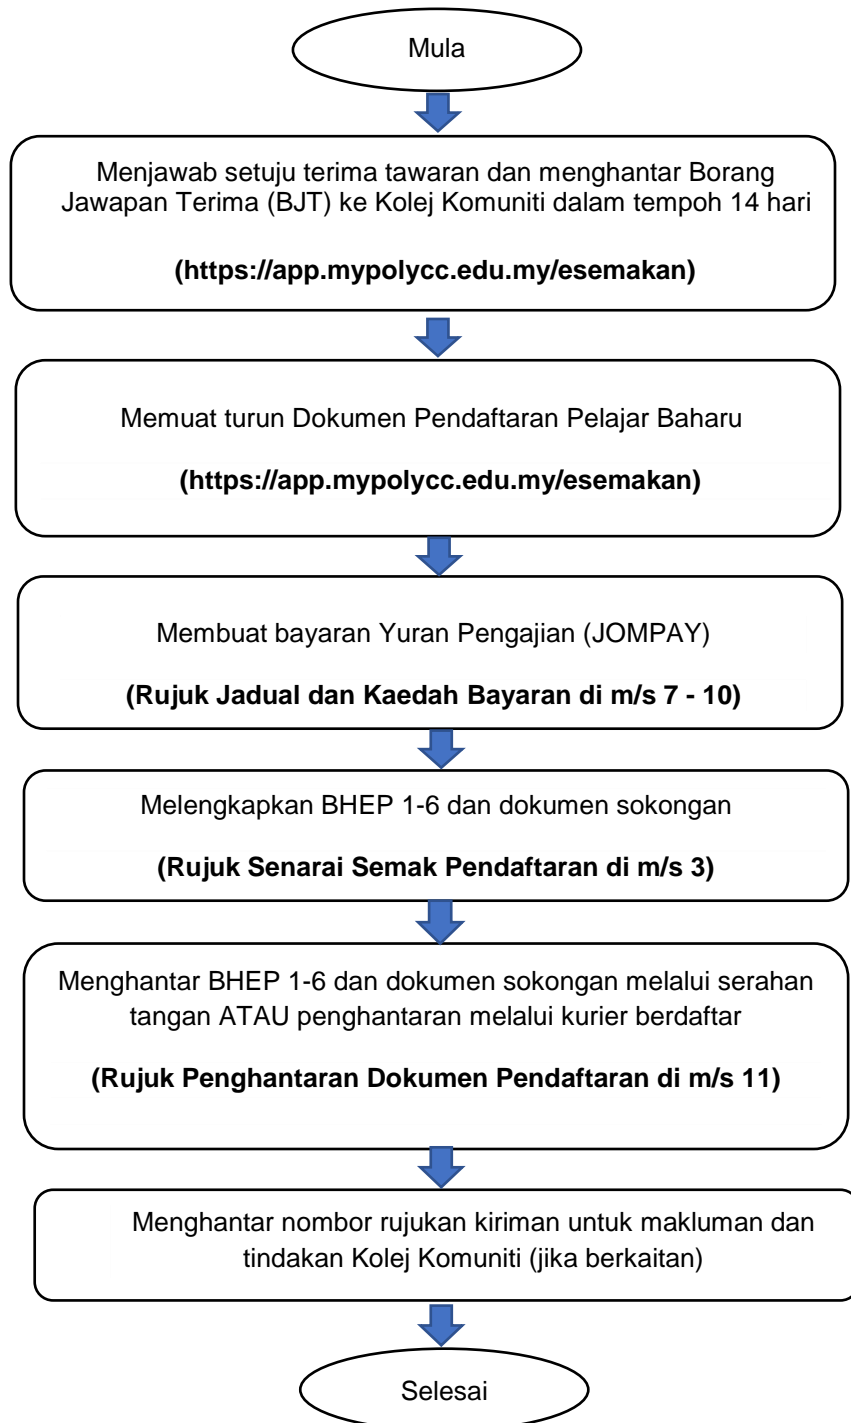 Mula
Menjawab setuju terima tawaran dan menghantar Borang
Jawapan Terima (BJT) ke Kolej Komuniti dalam tempoh 14 hari
(https://app.mypolycc.edu.my/esemakan)
Memuat turun Dokumen Pendaftaran Pelajar Baharu
(https://app.mypolycc.edu.my/esemakan)
Membuat bayaran Yuran Pengajian (JOMPAY)
(Rujuk Jadual dan Kaedah Bayaran di m/s 7 - 10)
Melengkapkan BHEP 1-6 dan dokumen sokongan
(Rujuk Senarai Semak Pendaftaran di m/s 3)
Menghantar BHEP 1-6 dan dokumen sokongan melalui serahan
tangan ATAU penghantaran melalui kurier berdaftar
(Rujuk Penghantaran Dokumen Pendaftaran di m/s 11)
Menghantar nombor rujukan kiriman untuk makluman dan
tindakan Kolej Komuniti (jika berkaitan)
Selesai